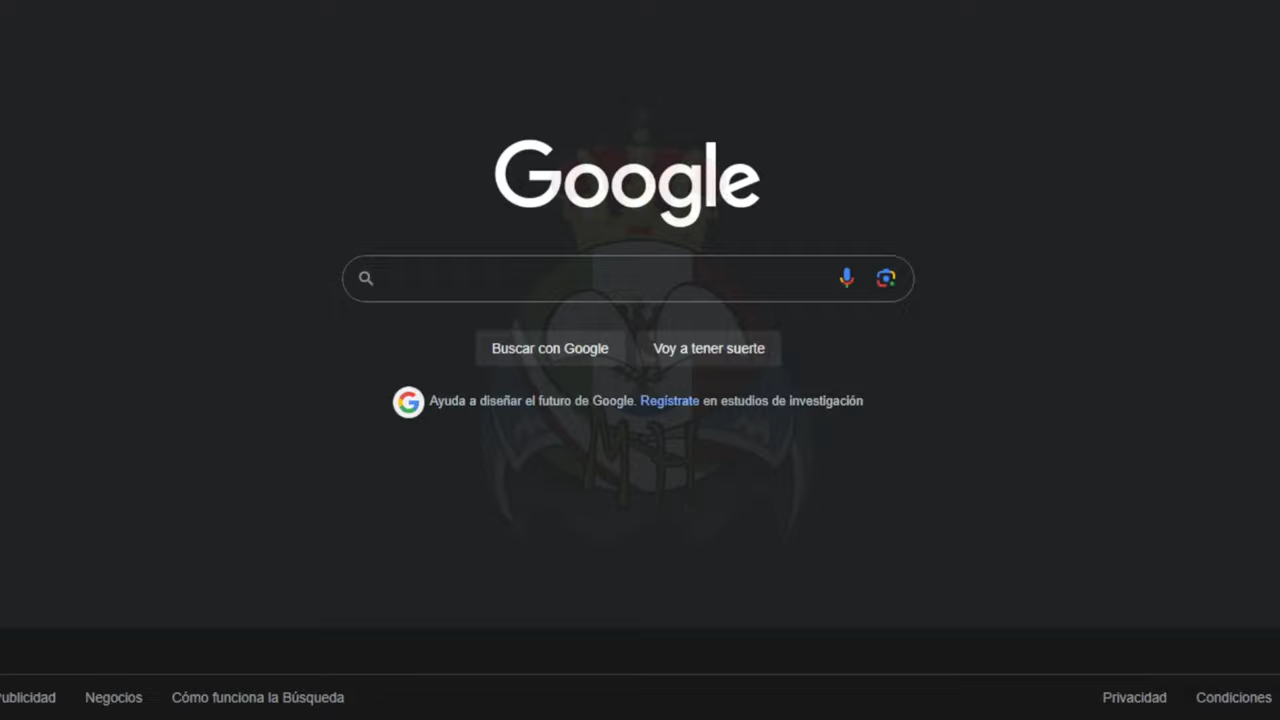 Google
Buscar con Google
Voy a tener suerte
Ayuda a diseñar el futuro de Google. Regístrate en estudios de investigación
MH
ublicidad Negocios Cómo funciona la Búsqueda Privacidad Condiciones